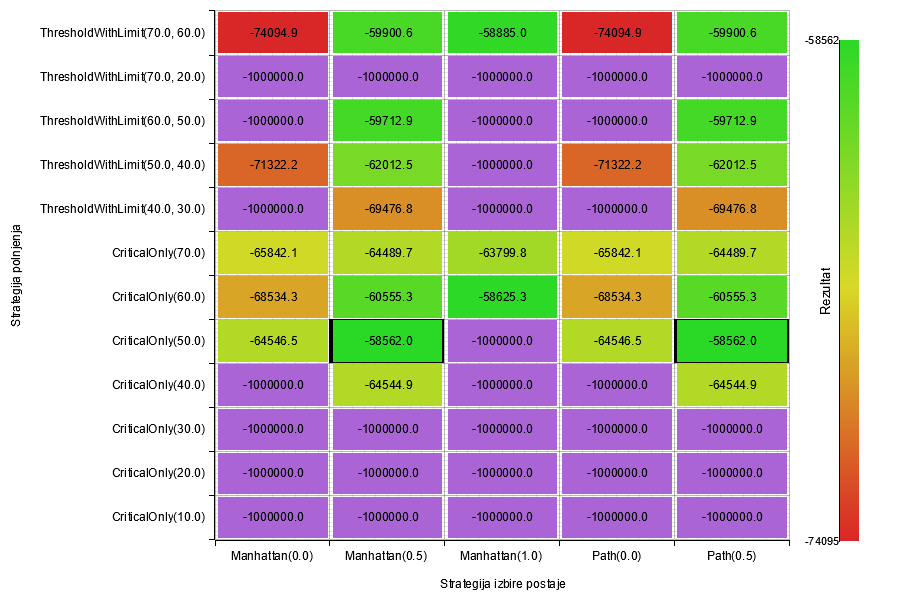 ThresholdWithLimit(70.0, 60.0) -74094.9 -59900.6 -58885.0 -74094.9 -59900.6
ThresholdWithLimit(70.0, 20.0) -1000000.0 -1000000.0 -1000000.0 -1000000.0 -1000000.0
ThresholdWithLimit(60.0, 50.0) -1000000.0 -59712.9 -1000000.0 -1000000.0 -59712.9
ThresholdWithLimit(50.0, 40.0) -71322.2 -62012.5 -1000000.0 -71322.2 -62012.5
ThresholdWithLimit(40.0, 30.0) -1000000.0 -69476.8 -1000000.0 -1000000.0 -69476.8
CriticalOnly(70.0) -65842.1 -64489.7 -63799.8 -65842.1 -64489.7
CriticalOnly(60.0) -68534.3 -60555.3 -58625.3 -68534.3 -60555.3
CriticalOnly(50.0) -64546.5 -58562.0 -1000000.0 -64546.5 -58562.0
CriticalOnly(40.0) -1000000.0 -64544.9 -1000000.0 -1000000.0 -64544.9
CriticalOnly(30.0) -1000000.0 -1000000.0 -1000000.0 -1000000.0 -1000000.0
CriticalOnly(20.0) -1000000.0 -1000000.0 -1000000.0 -1000000.0 -1000000.0
CriticalOnly(10.0) -1000000.0 -1000000.0 -1000000.0 -1000000.0 -1000000.0
Manhattan(0.0) Manhattan(0.5) Manhattan(1.0) Path(0.0) Path(0.5)
Strategija izbire postaje
Strategija polnjenja
-58562
Rezultat
-74095